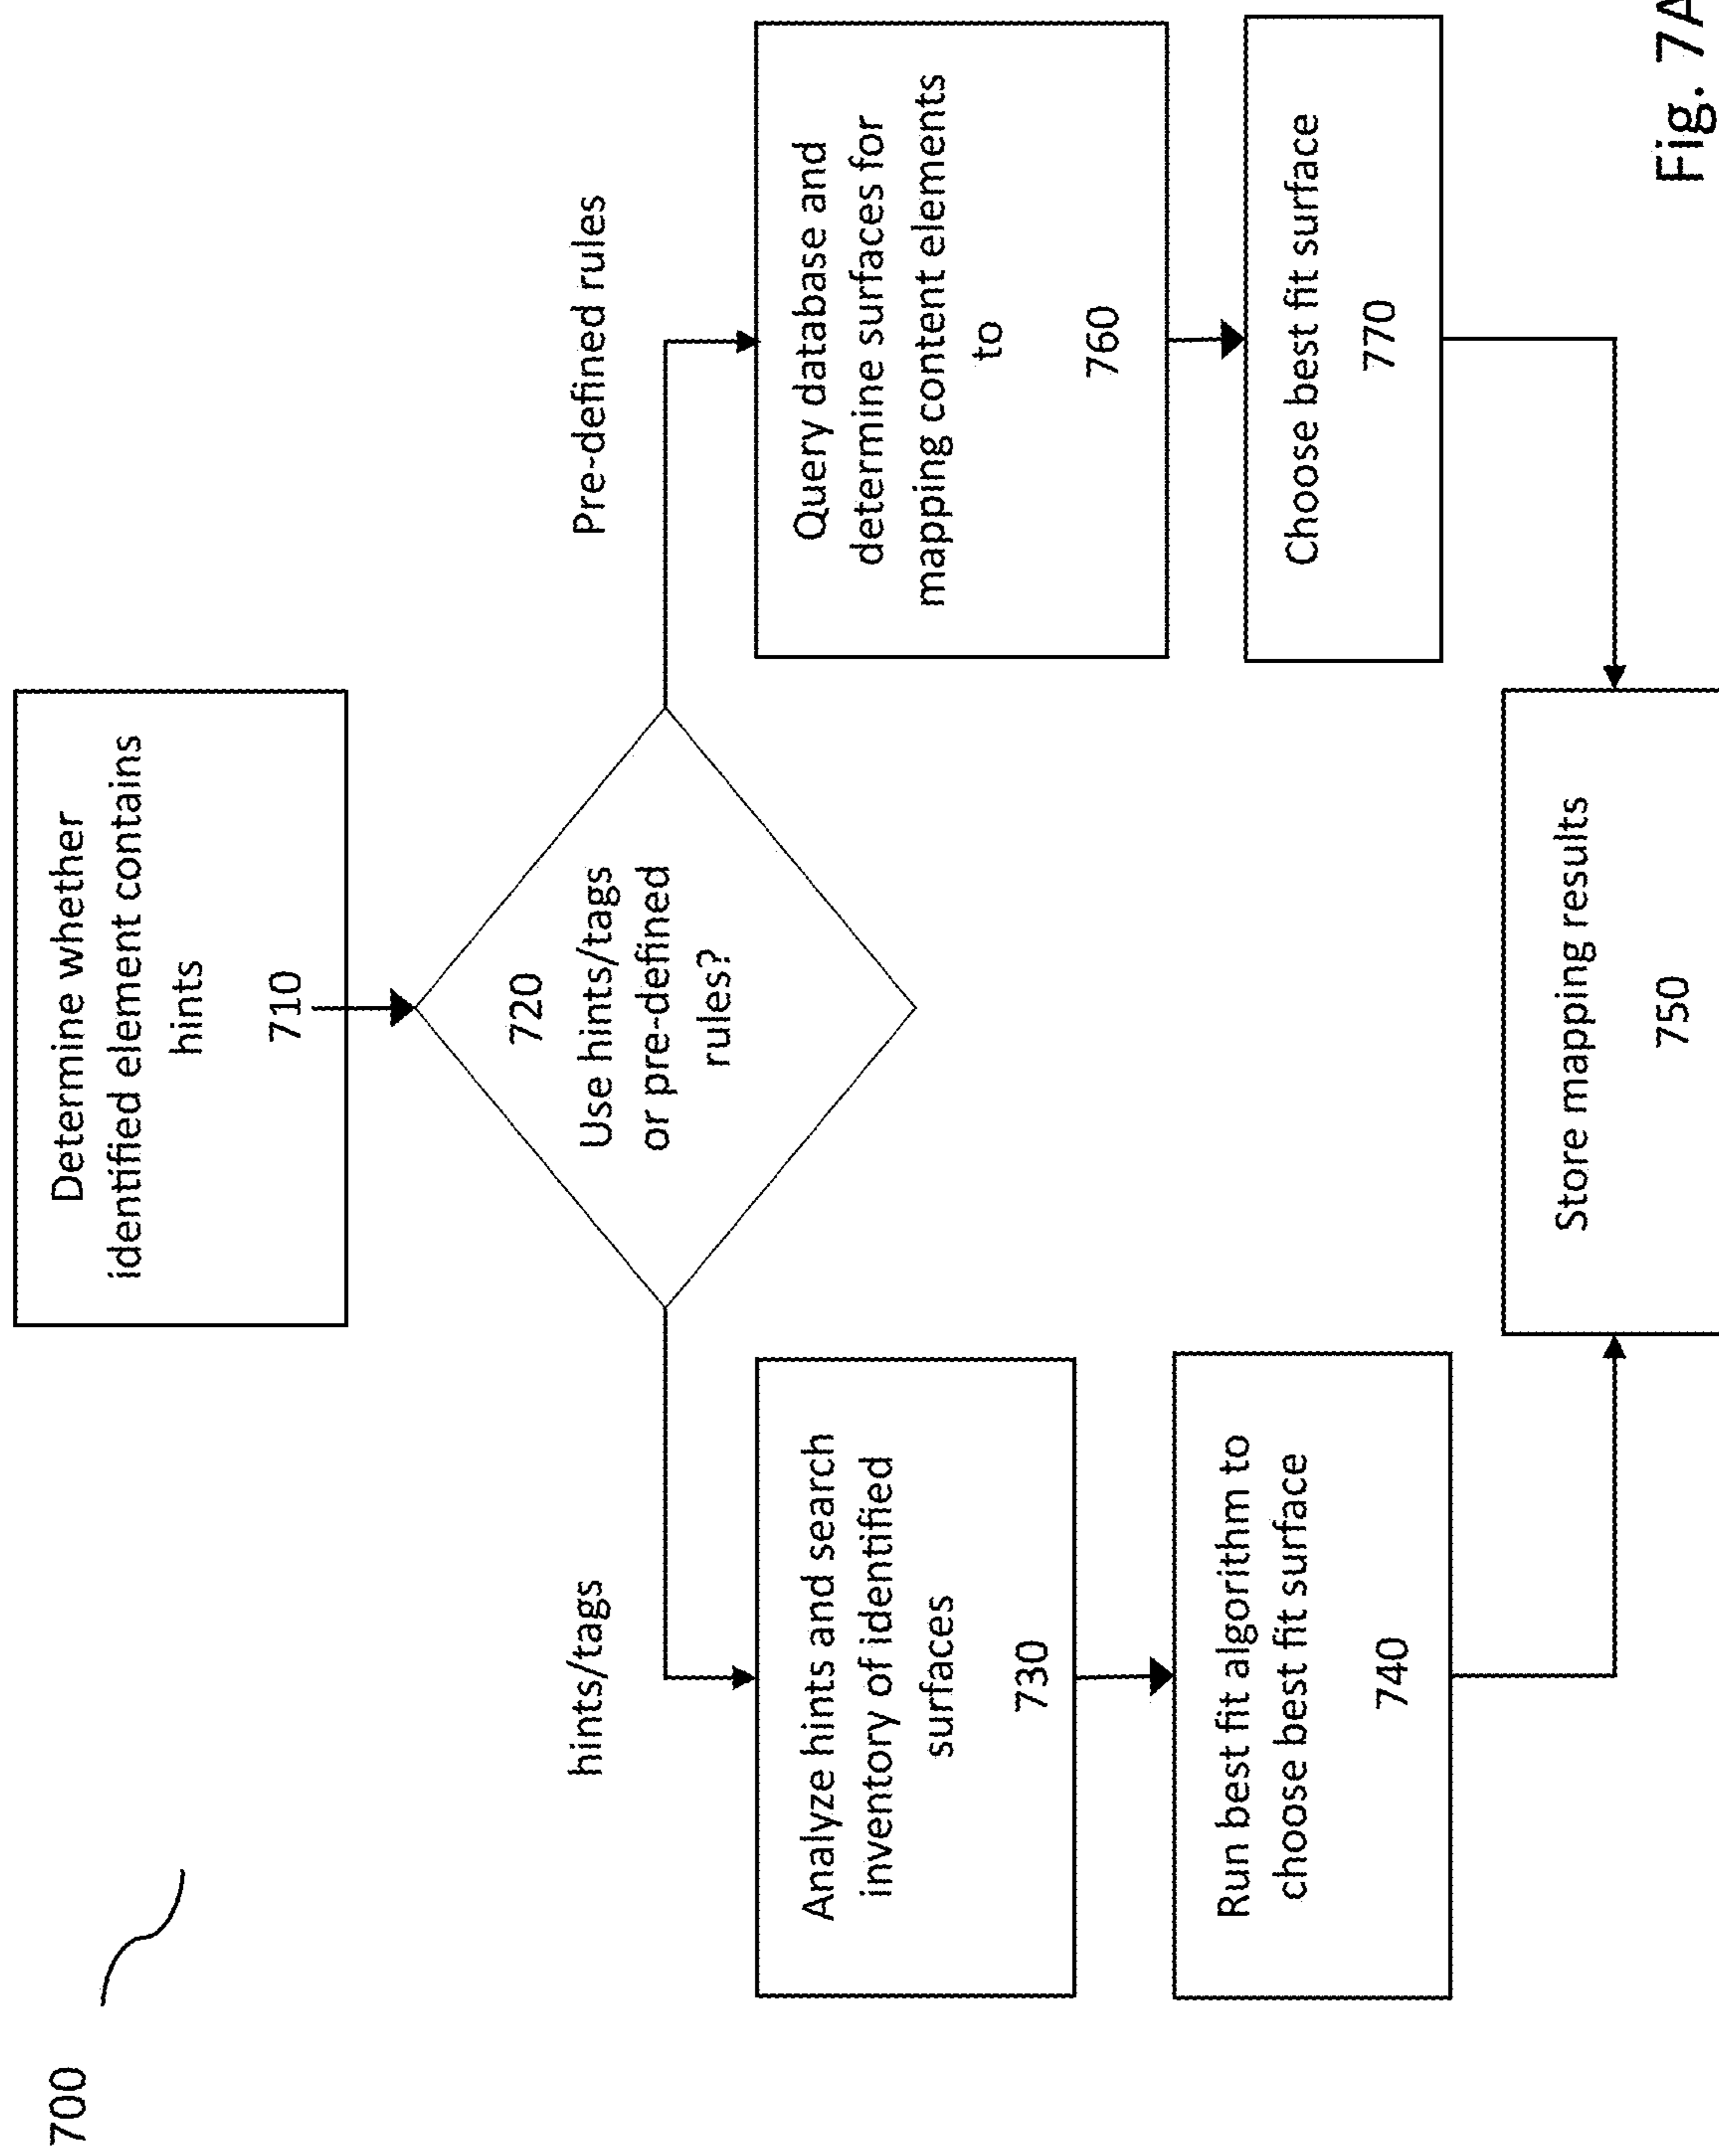 700
Determine whether
identified element contains
hints
710
720
Use hints/tags
or pre-defined
rules?
hints/tags
Pre-defined rules
Analyze hints and search
inventory of identified
surfaces
730
Query database and
determine surfaces for
mapping content elements
to
760
Run best fit algorithm to
choose best fit surface
740
Choose best fit surface
770
Store mapping results
750
Fig. 7A